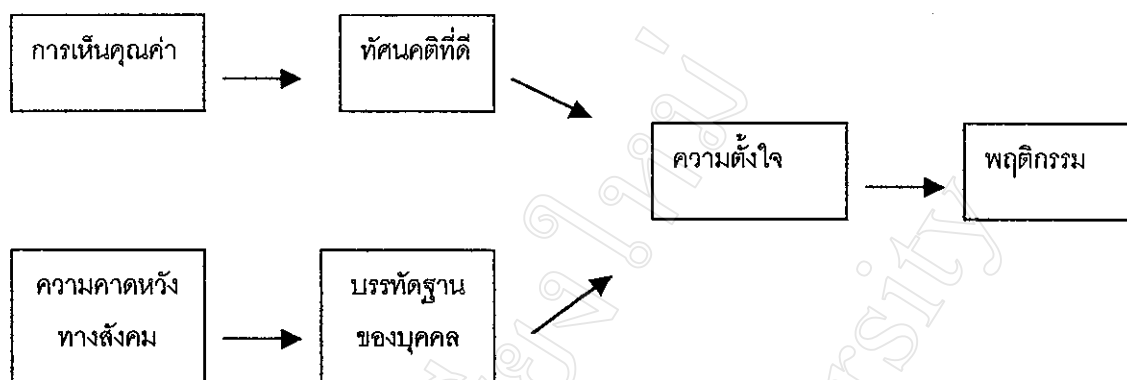 การเห็นคุณค่า
ทัศนคติที่ดี
ความตั้งใจ
พฤติกรรม
ความคาดหวัง
ทางสังคม
บรรทัดฐาน
ของบุคคล